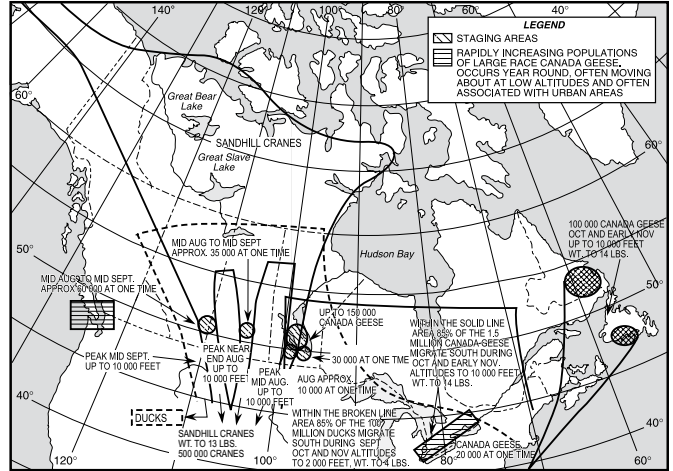 140°
120°
100°
80°
70°
60°
LEGEND
STAGING AREAS
RAPIDLY INCREASING POPULATIONS
OF LARGE RACE CANADA GEESE.
OCCURS YEAR ROUND, OFTEN MOVING
ABOUT AT LOW ALTITUDES AND OFTEN
ASSOCIATED WITH URBAN AREAS
60°
60°
50°
50°
40°
40°
Great Bear
Lake
SANDHILL CRANES
Great Slave
Lake
Hudson Bay
MID AUG TO MID SEPT
APPROX. 35 000 AT ONE TIME
MID AUG TO MID SEPT.
APPROX 60 000 AT ONE TIME
100 000 CANADA GEESE
OCT AND EARLY NOV
UP TO 10 000 FEET
WT. TO 14 LBS.
UP TO 150 000
CANADA GEESE
WITHIN THE SOLID LINE
AREA 85% OF THE 1.5
MILLION CANADA GEESE
MIGRATE SOUTH DURING
OCT AND EARLY NOV.
ALTITUDES TO 10 000 FEET
WT. TO 14 LBS.
30 000 AT ONE TME
PEAK MID SEPT.
UP TO 10 000 FEET
PEAK NEAR
END AUG
UP TO
10 000 FEET
PEAK
MID AUG.
UP TO
10 000 FEET
AUG APPROX.
10 000 AT ONE TIME
DUCKS
SANDHILL CRANES
WT. TO 13 LBS.
500 000 CRANES
WITHIN THE BROKEN LINE
AREA 85% OF THE 100
MILLION DUCKS MIGRATE
SOUTH DURING SEPT
OCT AND NOV ALTITUDES
TO 2 000 FEET, WT. TO 4 LBS.
CANADA GEESE
20 000 AT ONE TIME
120°
100°
80°
70°
60°